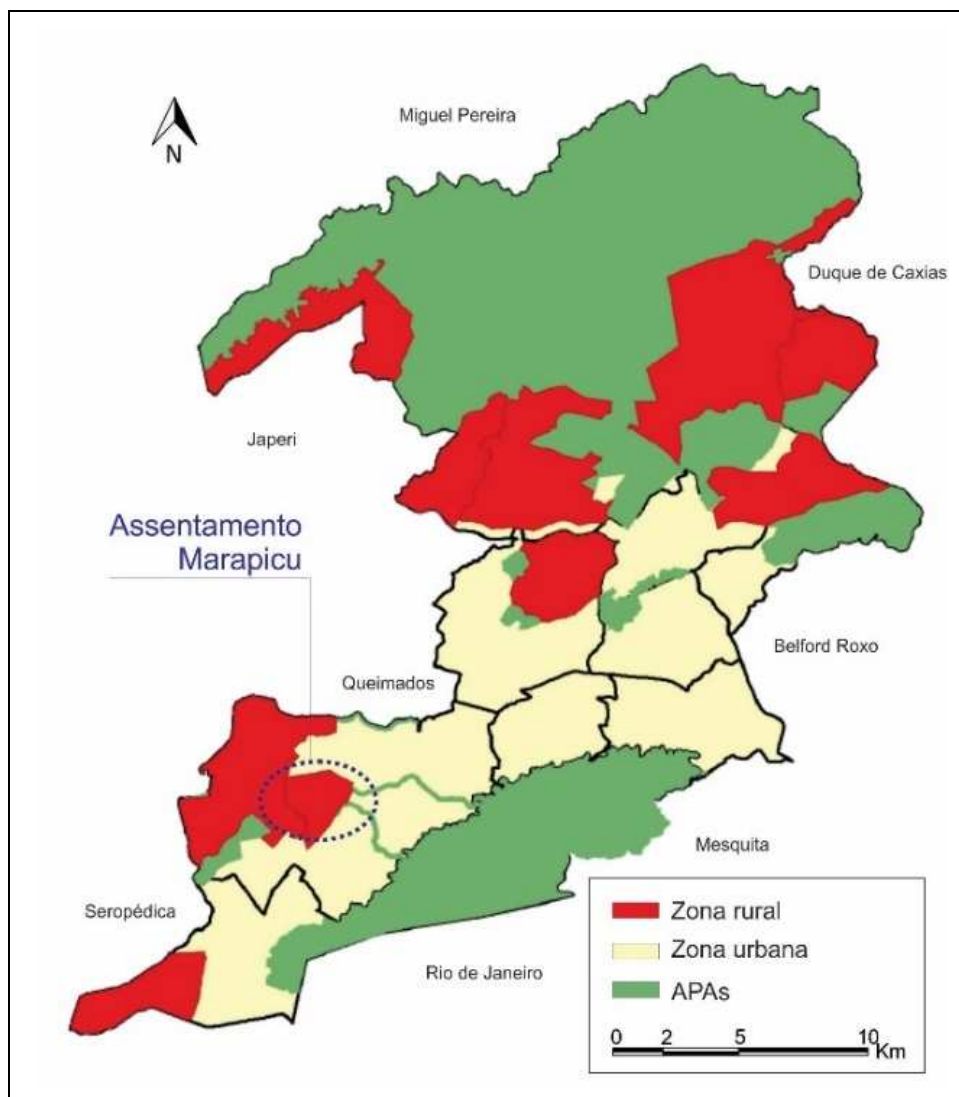 Miguel Pereira
N
Duque de Caxias
Japeri
Assentamento
Marapicu
Belford Roxo
Queimados
Mesquita
Seropédica
Rio de Janeiro
Zona rural
Zona urbana
APAs
0 2 5 10
Km